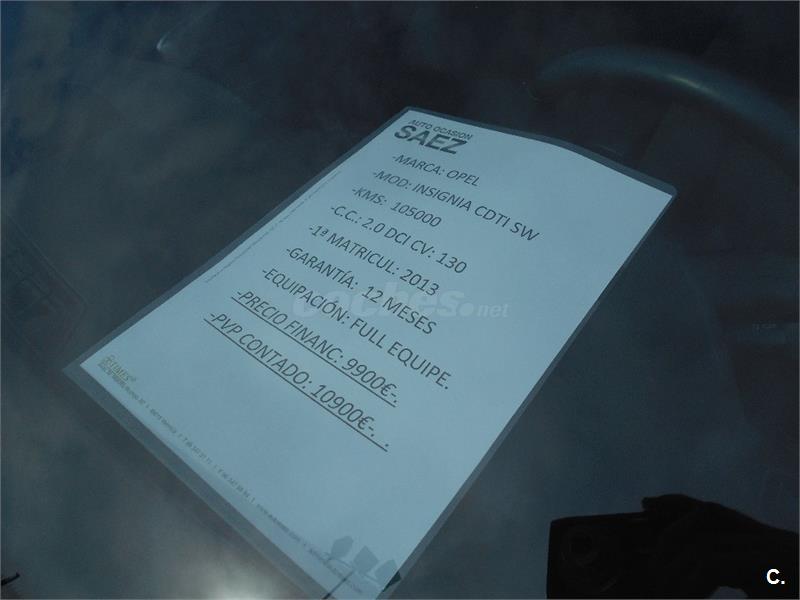 AUTO OCASION
SAEZ
-MARCA: OPEL
-MOD: INSIGNIA CDTI SW
-KMS: 105000
-C.C.: 2.0 DCI CV: 130
-1ª MATRICUL: 2013
-GARANTÍA: 12 MESES
-EQUIPACIÓN: FULL EQUIPE.
-PRECIO FINANC: 9900€-.
-PVP CONTADO: 10900€-. .
coches.net
C.